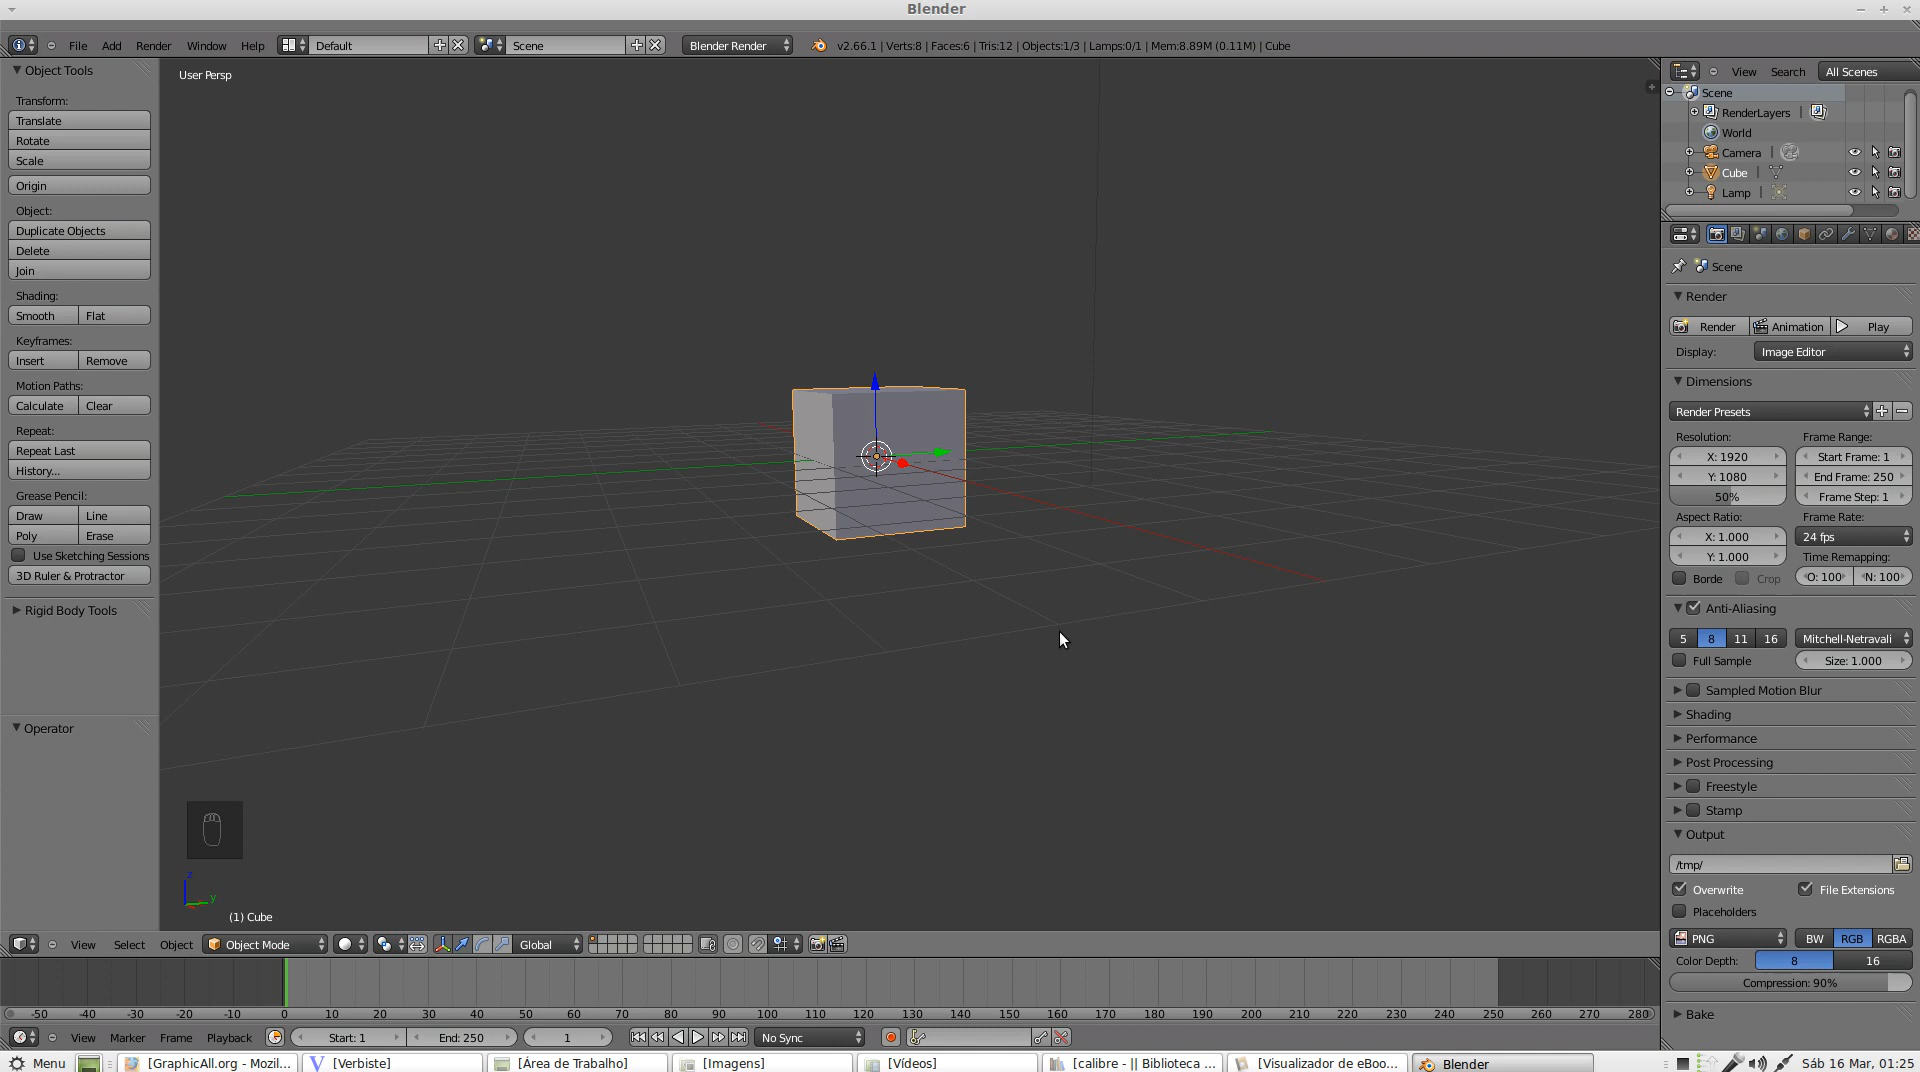 Blender
File Add Render Window Help Default Scene Blender Render v2.66.1 | Verts:8 | Faces:6 | Tris:12 | Objects:1/3 | Lamps:0/1 | Mem:8.89M (0.11M) | Cube
Object Tools
Transform:
Translate
Rotate
Scale
Origin
Object:
Duplicate Objects
Delete
Join
Shading:
Smooth Flat
Keyframes:
Insert Remove
Motion Paths:
Calculate Clear
Repeat:
Repeat Last
History...
Grease Pencil:
Draw Line
Poly Erase
Use Sketching Sessions
3D Ruler & Protractor
Rigid Body Tools
Operator
User Persp
z
y
(1) Cube
View Select Object Object Mode Global
-50 -40 -30 -20 -10 0 10 20 30 40 50 60 70 80 90 100 110 120 130 140 150 160 170 180 190 200 210 220 230 240 250 260 270 280
View Marker Frame Playback Start: 1 End: 250 1 No Sync
View Search All Scenes
Scene
RenderLayers |
World
Camera |
Cube |
Lamp |
Scene
Render
Render Animation Play
Display: Image Editor
Dimensions
Render Presets
Resolution: Frame Range:
X: 1920 Start Frame: 1
Y: 1080 End Frame: 250
50% Frame Step: 1
Aspect Ratio: Frame Rate:
X: 1.000 24 fps
Y: 1.000 Time Remapping:
Borde Crop O: 100 N: 100
Anti-Aliasing
5 8 11 16 Mitchell-Netravali
Full Sample Size: 1.000
Sampled Motion Blur
Shading
Performance
Post Processing
Freestyle
Stamp
Output
/tmp/
Overwrite File Extensions
Placeholders
PNG BW RGB RGBA
Color Depth: 8 16
Compression: 90%
Bake
Menu [GraphicAll.org - Mozil... [Verbiste] [Área de Trabalho] [Imagens] [Vídeos] [calibre - || Biblioteca ... [Visualizador de eBoo... Blender Sáb 16 Mar, 01:25